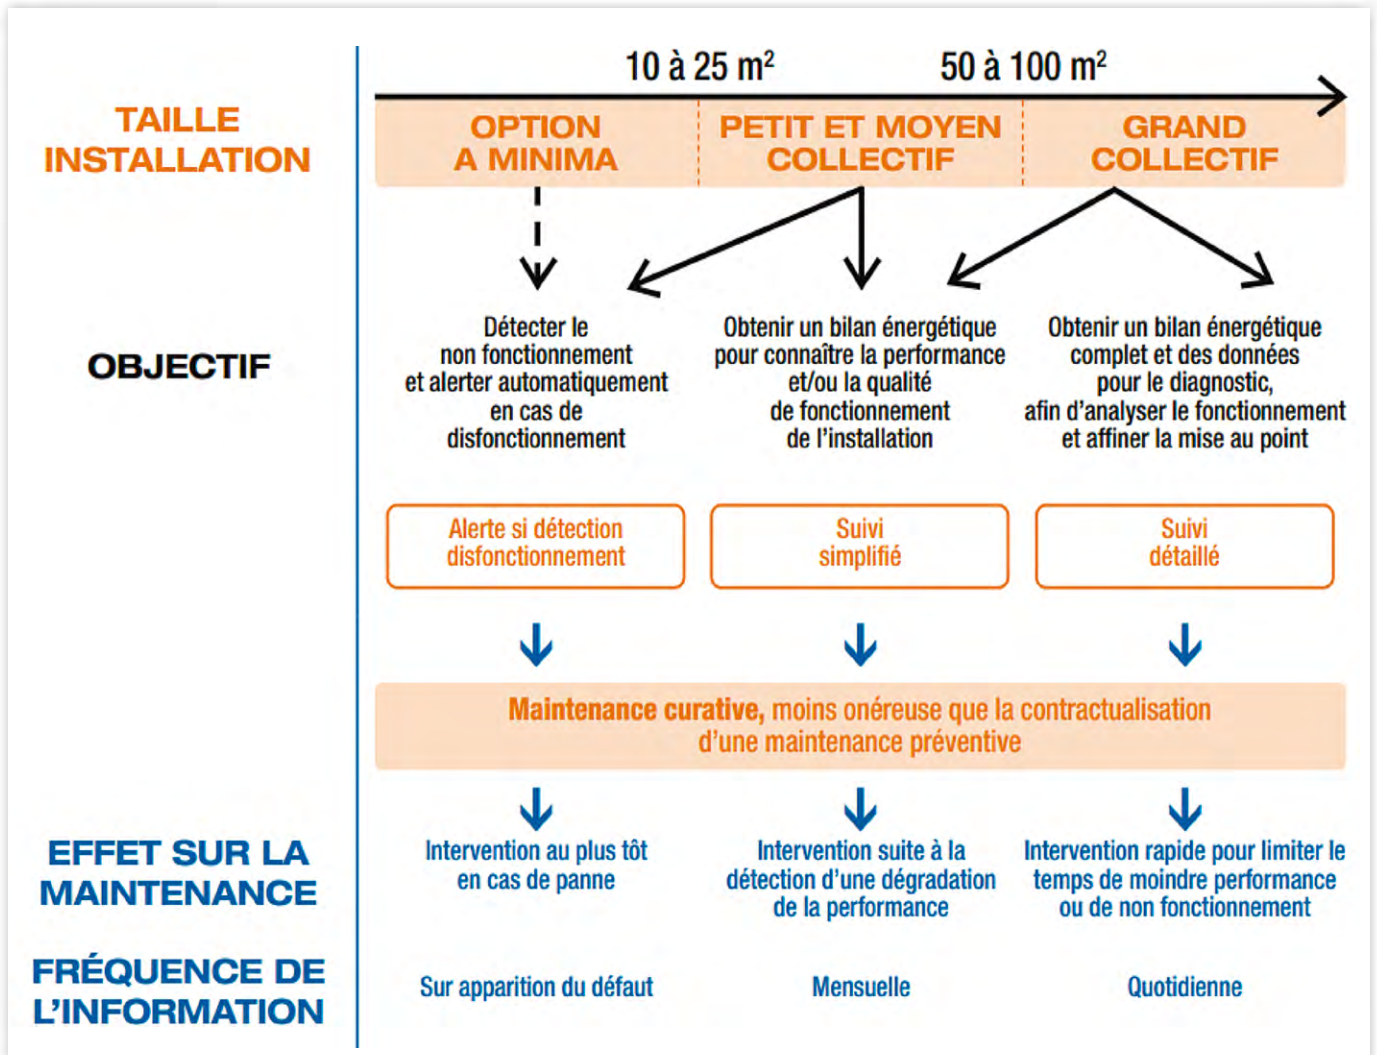 10 à 25 m²
50 à 100 m²
TAILLE
INSTALLATION
OPTION
A MINIMA
PETIT ET MOYEN
COLLECTIF
GRAND
COLLECTIF
OBJECTIF
Détecter le
non fonctionnement
et alerter automatiquement
en cas de
disfonctionnement
Obtenir un bilan énergétique
pour connaître la performance
et/ou la qualité
de fonctionnement
de l'installation
Obtenir un bilan énergétique
complet et des données
pour le diagnostic,
afin d'analyser le fonctionnement
et affiner la mise au point
Alerte si détection
disfonctionnement
Suivi
simplifié
Suivi
détaillé
Maintenance curative, moins onéreuse que la contractualisation
d'une maintenance préventive
EFFET SUR LA
MAINTENANCE
Intervention au plus tôt
en cas de panne
Intervention suite à la
détection d'une dégradation
de la performance
Intervention rapide pour limiter le
temps de moindre performance
ou de non fonctionnement
FRÉQUENCE DE
L'INFORMATION
Sur apparition du défaut
Mensuelle
Quotidienne